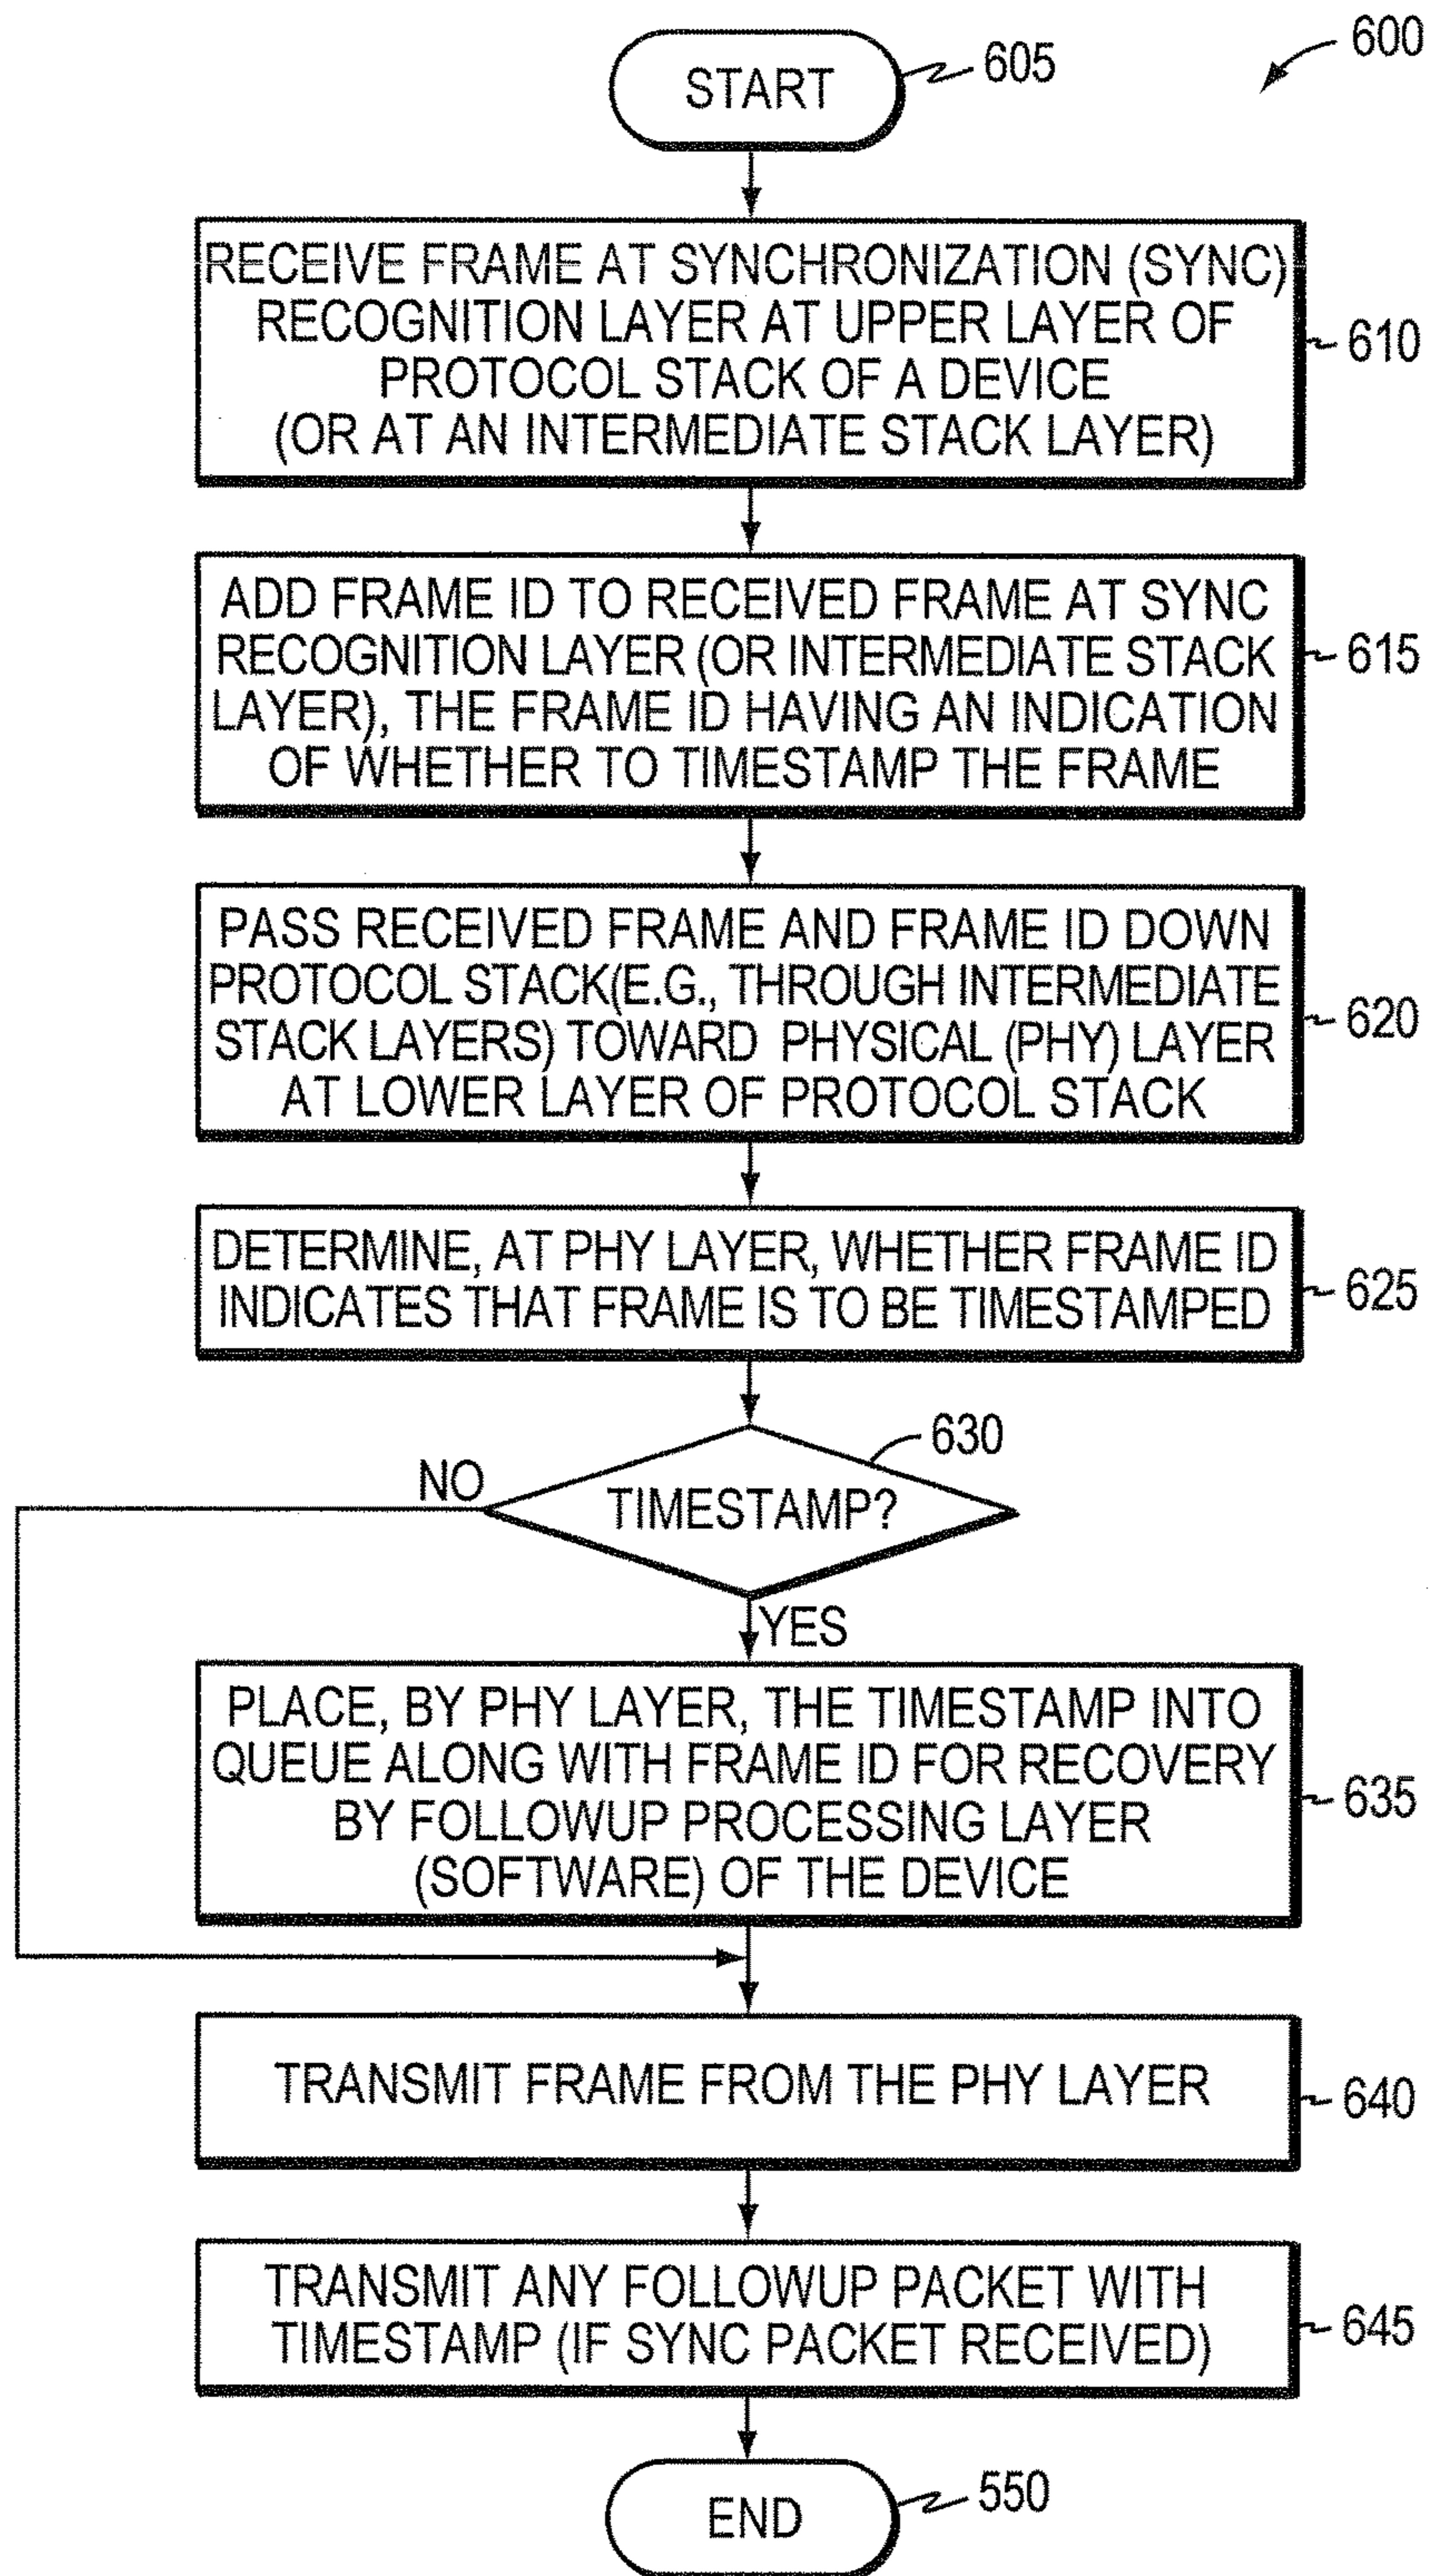 600
START
605
RECEIVE FRAME AT SYNCHRONIZATION (SYNC)
RECOGNITION LAYER AT UPPER LAYER OF
PROTOCOL STACK OF A DEVICE
(OR AT AN INTERMEDIATE STACK LAYER)
610
ADD FRAME ID TO RECEIVED FRAME AT SYNC
RECOGNITION LAYER (OR INTERMEDIATE STACK
LAYER), THE FRAME ID HAVING AN INDICATION
OF WHETHER TO TIMESTAMP THE FRAME
615
PASS RECEIVED FRAME AND FRAME ID DOWN
PROTOCOL STACK(E.G., THROUGH INTERMEDIATE
STACK LAYERS) TOWARD PHYSICAL (PHY) LAYER
AT LOWER LAYER OF PROTOCOL STACK
620
DETERMINE, AT PHY LAYER, WHETHER FRAME ID
INDICATES THAT FRAME IS TO BE TIMESTAMPED
625
630
NO
TIMESTAMP?
YES
PLACE, BY PHY LAYER, THE TIMESTAMP INTO
QUEUE ALONG WITH FRAME ID FOR RECOVERY
BY FOLLOWUP PROCESSING LAYER
(SOFTWARE) OF THE DEVICE
635
TRANSMIT FRAME FROM THE PHY LAYER
640
TRANSMIT ANY FOLLOWUP PACKET WITH
TIMESTAMP (IF SYNC PACKET RECEIVED)
645
END
550